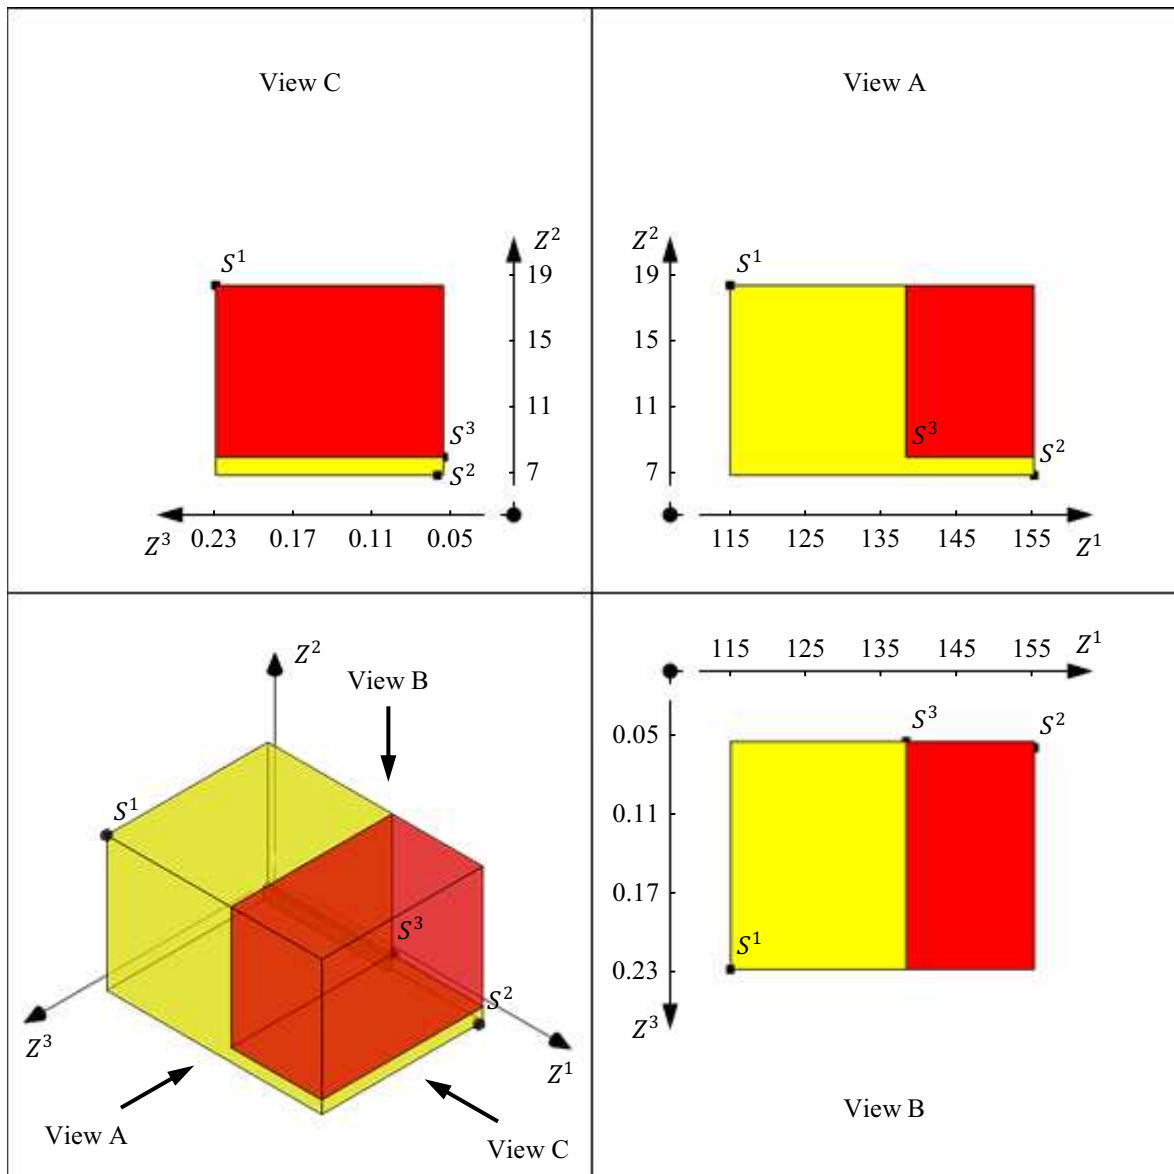 View C
S¹
Z²
19
15
11
7
S³
S²
Z³ 0.23 0.17 0.11 0.05
View A
Z²
S¹
19
15
11
7
S³
S²
115 125 135 145 155 Z¹
Z²
View B
S¹
S³
S²
Z³
Z¹
View A
View C
115 125 135 145 155 Z¹
S³
S²
0.05
0.11
0.17
S¹
0.23
Z³
View B